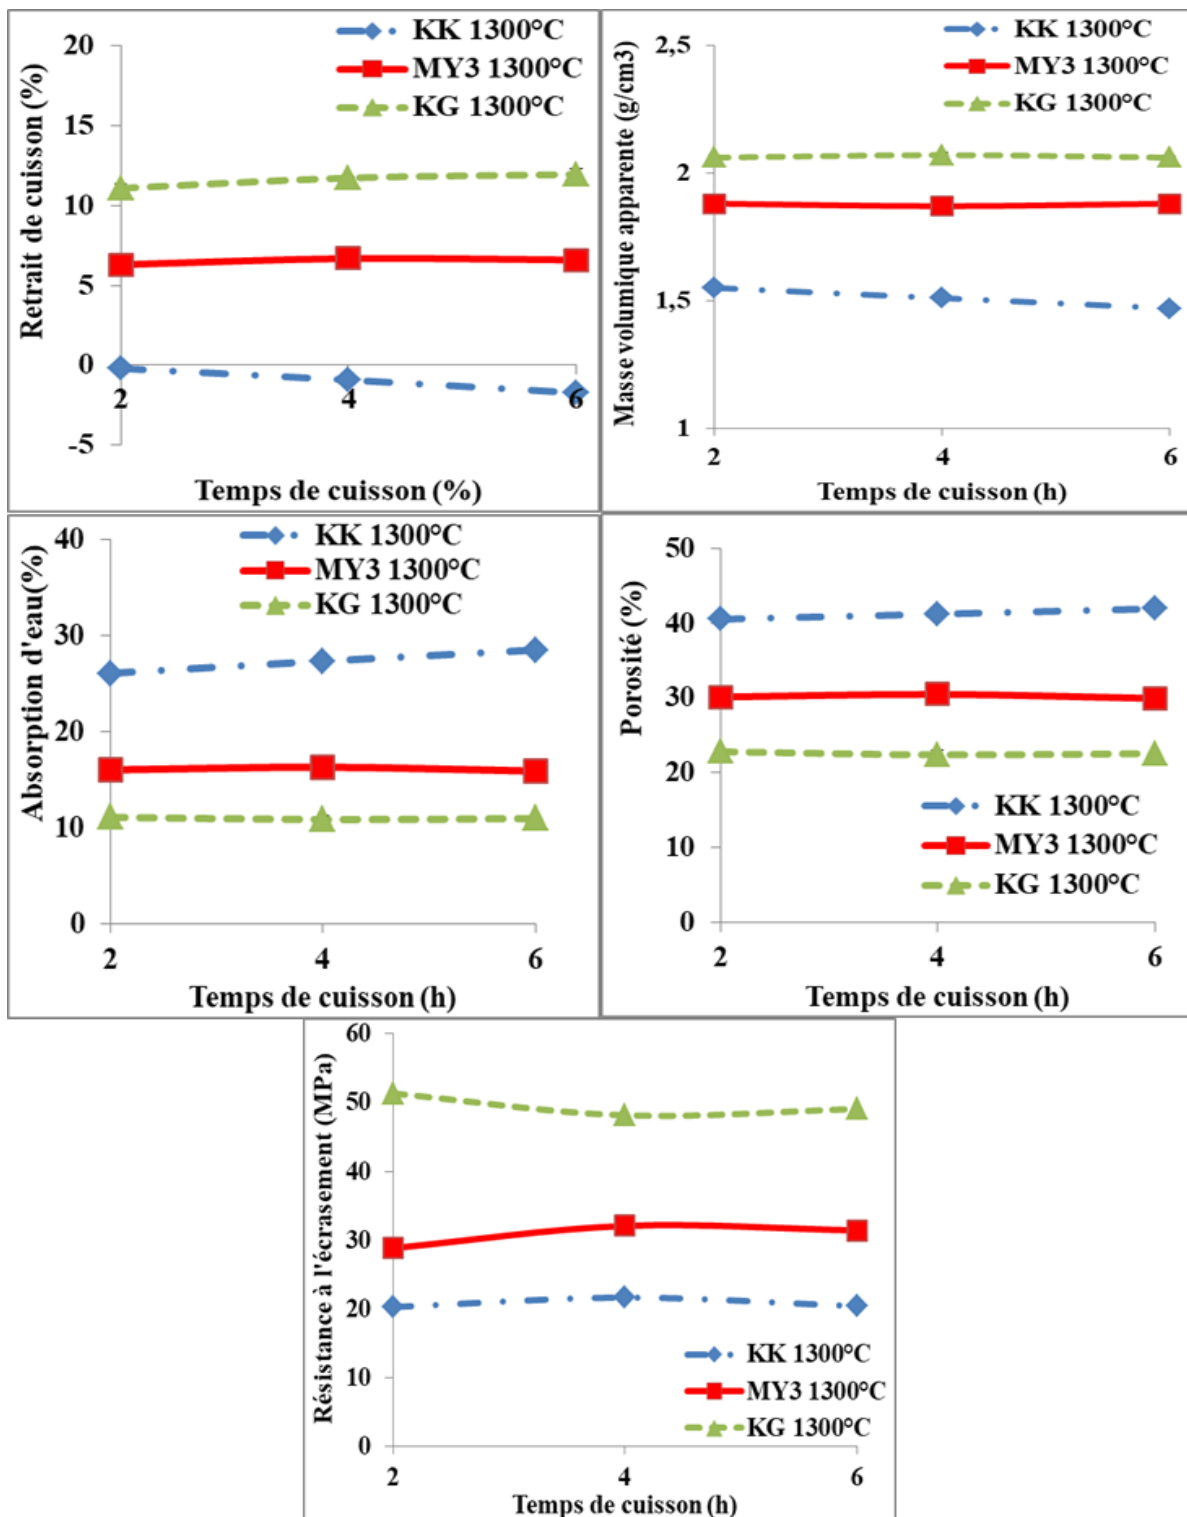 KK 1300°C
MY3 1300°C
KG 1300°C
Retrait de cuisson (%)
20
15
10
5
0
-5
2
4
6
Temps de cuisson (%)
KK 1300°C
MY3 1300°C
KG 1300°C
Masse volumique apparente (g/cm3)
2,5
2
1,5
1
2
4
6
Temps de cuisson (h)
KK 1300°C
MY3 1300°C
KG 1300°C
Absorption d'eau(%)
40
30
20
10
0
2
4
6
Temps de cuisson (h)
Porosité (%)
50
40
30
20
10
0
KK 1300°C
MY3 1300°C
KG 1300°C
2
4
6
Temps de cuisson (h)
Résistance à l'écrasement (MPa)
60
50
40
30
20
10
0
KK 1300°C
MY3 1300°C
KG 1300°C
2
4
6
Temps de cuisson (h)